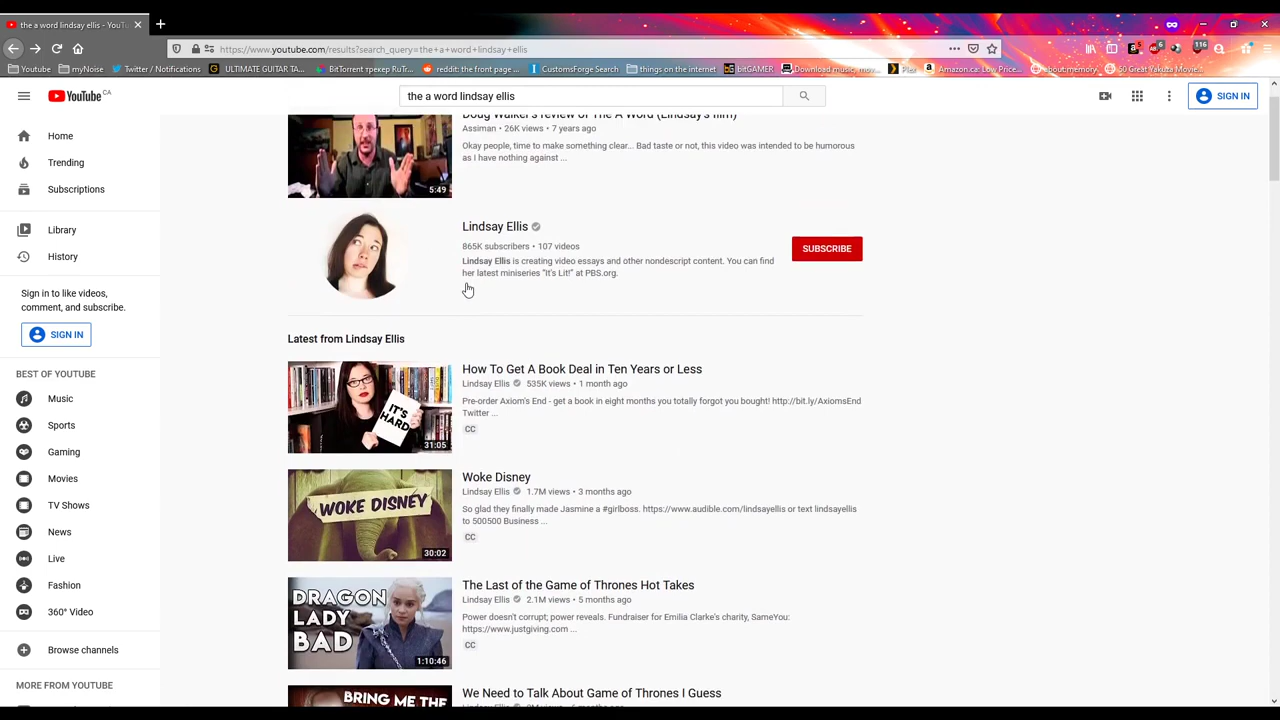 the a word lindsay ellis - YouTu
https://www.youtube.com/results?search_query=the+a+word+lindsay+ellis
6
116
Youtube
myNoise
Twitter / Notifications
ULTIMATE GUITAR TA...
BitTorrent трекер RuTr...
reddit: the front page ...
CustomsForge Search
things on the internet
bitGAMER
Download music, mov...
Plex
Amazon.ca: Low Price...
about:memory
50 Great Yakuza Movie...
YouTube CA
the a word lindsay ellis
SIGN IN
Home
Trending
Subscriptions
Library
History
Sign in to like videos,
comment, and subscribe.
SIGN IN
BEST OF YOUTUBE
Music
Sports
Gaming
Movies
TV Shows
News
Live
Fashion
360° Video
Browse channels
MORE FROM YOUTUBE
Doug Walker's review of The A Word (Lindsay's film)
Assiman • 26K views • 7 years ago
Okay people, time to make something clear... Bad taste or not, this video was intended to be humorous
as I have nothing against ...
5:49
Lindsay Ellis
865K subscribers • 107 videos
Lindsay Ellis is creating video essays and other nondescript content. You can find
her latest miniseries "It's Lit!" at PBS.org.
SUBSCRIBE
Latest from Lindsay Ellis
IT'S
HARD
31:05
How To Get A Book Deal in Ten Years or Less
Lindsay Ellis 535K views • 1 month ago
Pre-order Axiom's End - get a book in eight months you totally forgot you bought! http://bit.ly/AxiomsEnd
Twitter ...
CC
WOKE DISNEY
30:02
Woke Disney
Lindsay Ellis 1.7M views • 3 months ago
So glad they finally made Jasmine a #girlboss. https://www.audible.com/lindsayellis or text lindsayellis
to 500500 Business ...
CC
DRAGON
LADY
BAD
1:10:46
The Last of the Game of Thrones Hot Takes
Lindsay Ellis 2.1M views • 5 months ago
Power doesn't corrupt; power reveals. Fundraiser for Emilia Clarke's charity, SameYou:
https://www.justgiving.com ...
CC
BRING ME THE
We Need to Talk About Game of Thrones I Guess